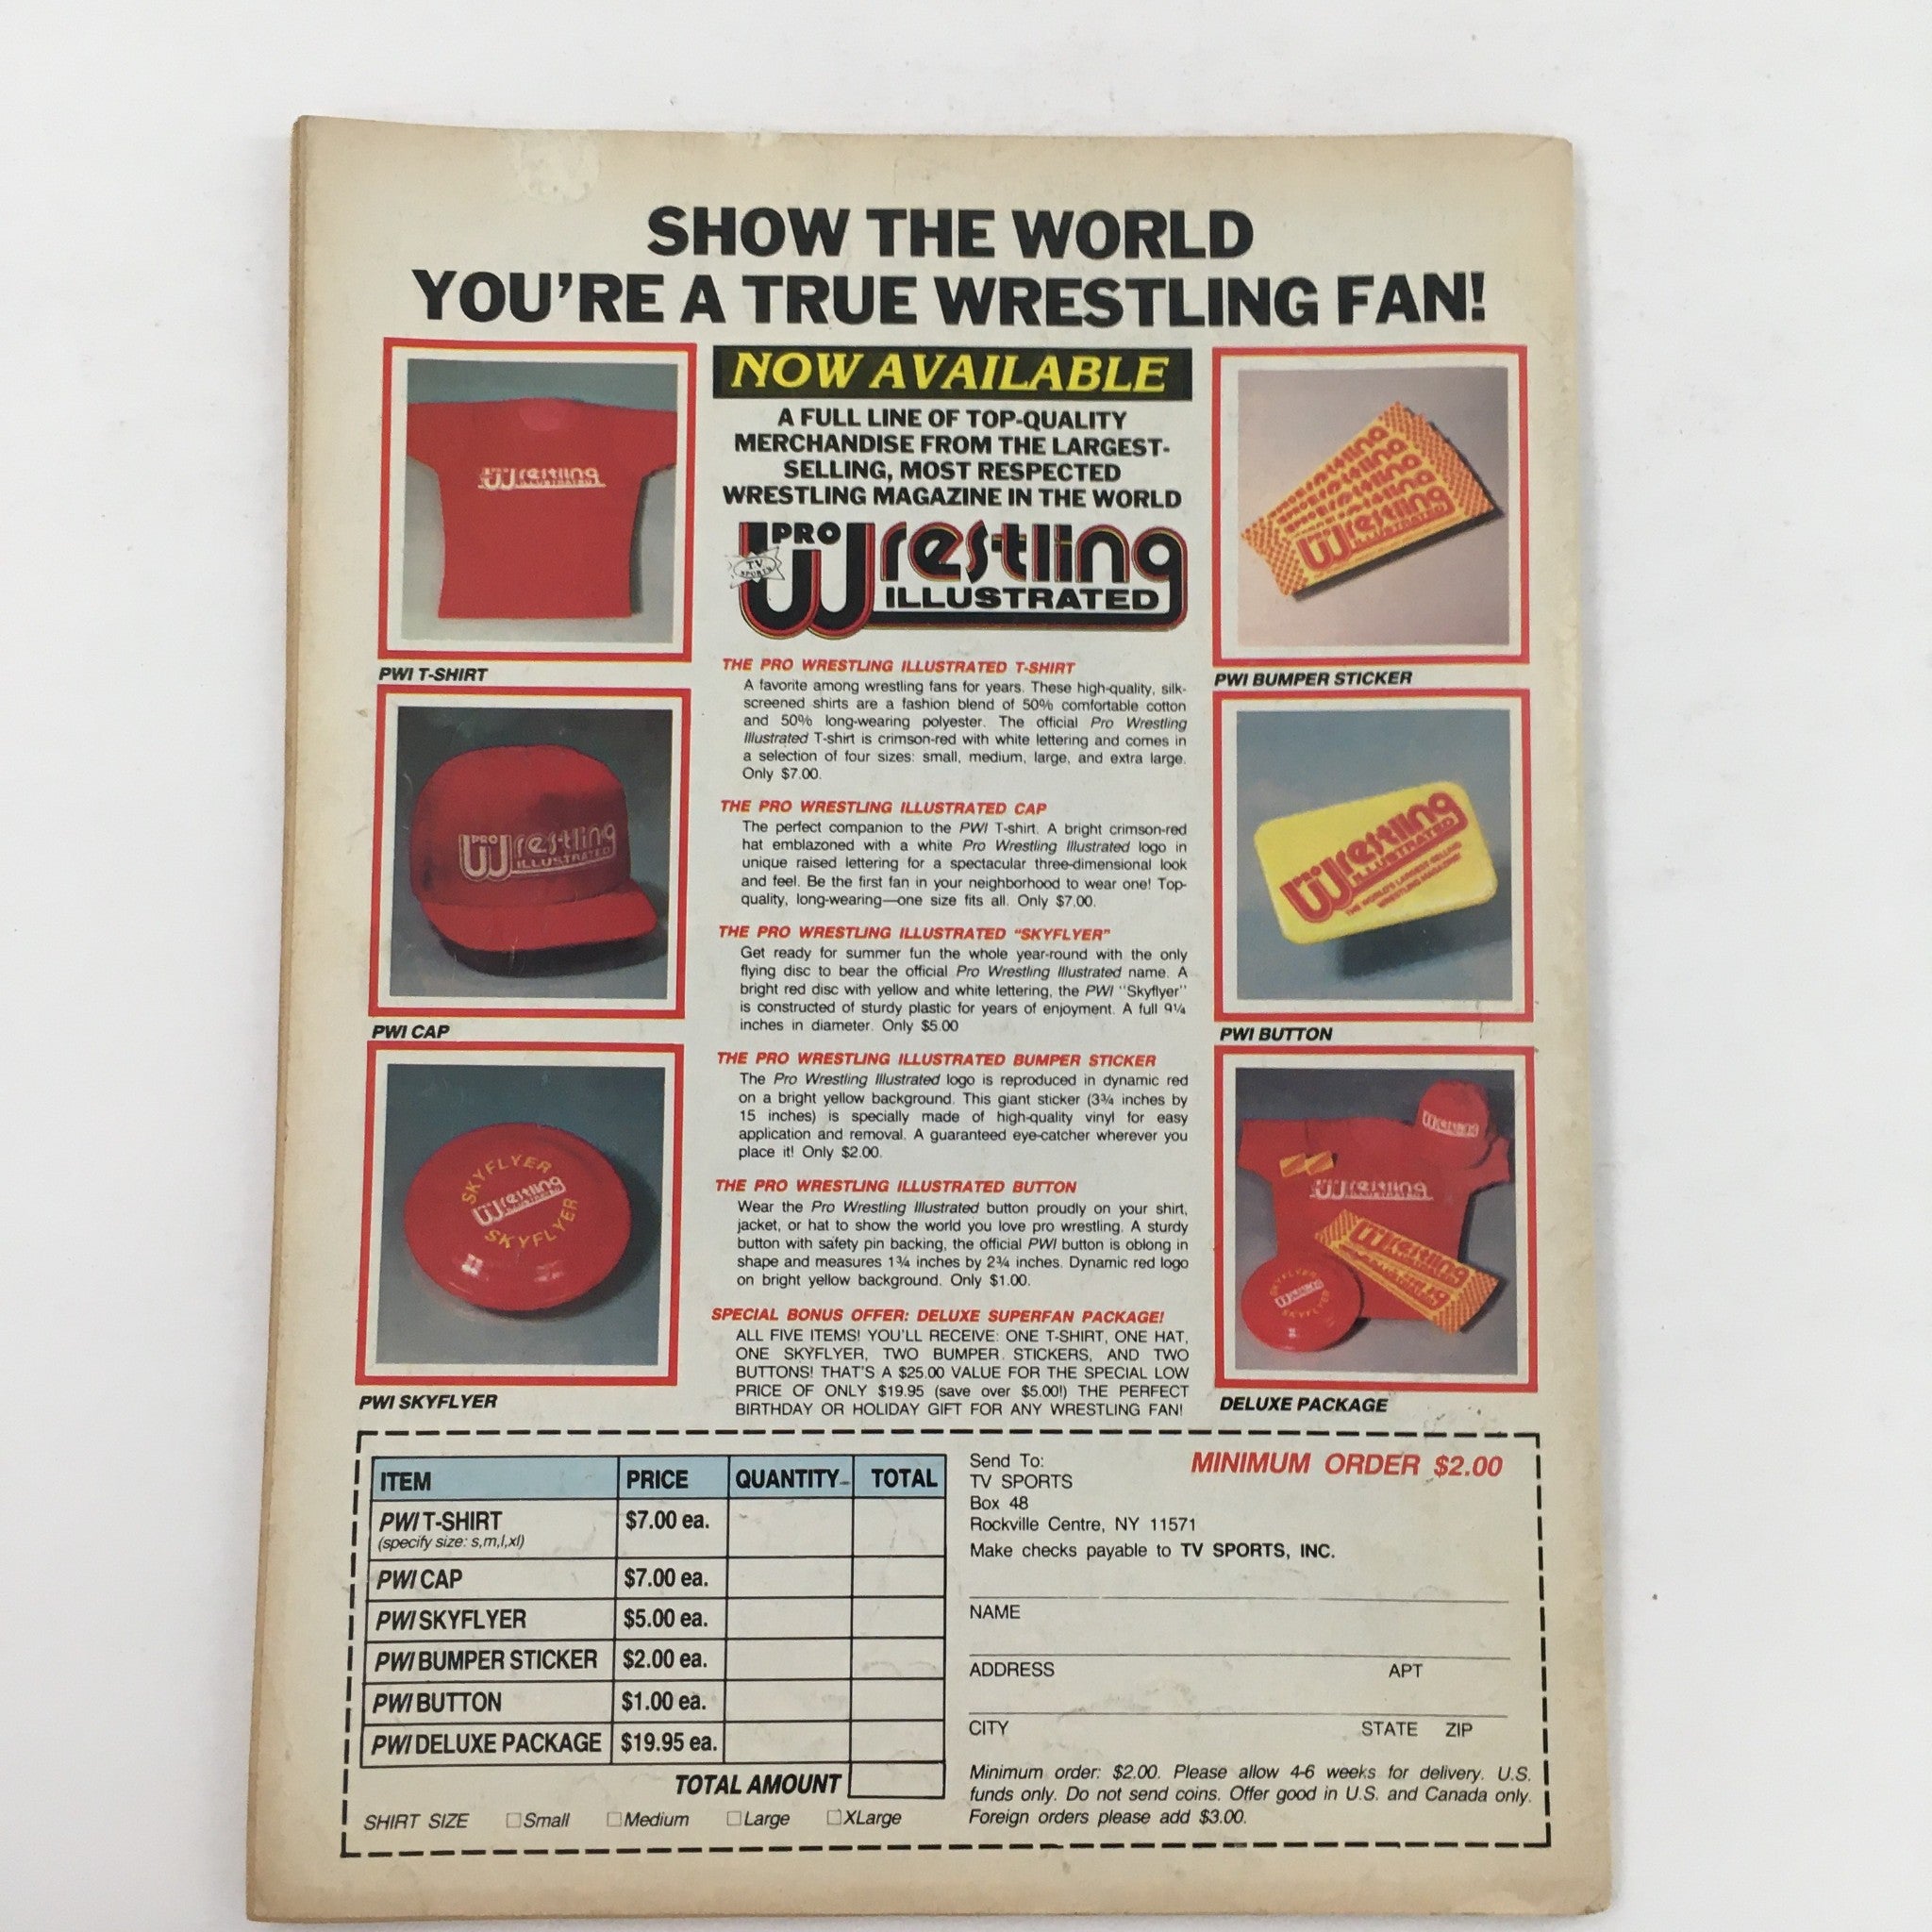 SHOW THE WORLD
YOU'RE A TRUE WRESTLING FAN!
Wrestling
ILLUSTRATED
PWI T-SHIRT
PRO
Wrestling
ILLUSTRATED
PWI CAP
SKYFLYER
Wrestling
ILLUSTRATED
SKYFLYER
PWI SKYFLYER
NOW AVAILABLE
A FULL LINE OF TOP-QUALITY
MERCHANDISE FROM THE LARGEST-
SELLING, MOST RESPECTED
WRESTLING MAGAZINE IN THE WORLD
PRO
Wrestling
TV
SPORTS
ILLUSTRATED
THE PRO WRESTLING ILLUSTRATED T-SHIRT
A favorite among wrestling fans for years. These high-quality, silk-
screened shirts are a fashion blend of 50% comfortable cotton
and 50% long-wearing polyester. The official Pro Wrestling
Illustrated T-shirt is crimson-red with white lettering and comes in
a selection of four sizes: small, medium, large, and extra large.
Only $7.00.
THE PRO WRESTLING ILLUSTRATED CAP
The perfect companion to the PWI T-shirt. A bright crimson-red
hat emblazoned with a white Pro Wrestling Illustrated logo in
unique raised lettering for a spectacular three-dimensional look
and feel. Be the first fan in your neighborhood to wear one! Top-
quality, long-wearing—one size fits all. Only $7.00.
THE PRO WRESTLING ILLUSTRATED "SKYFLYER"
Get ready for summer fun the whole year-round with the only
flying disc to bear the official Pro Wrestling Illustrated name. A
bright red disc with yellow and white lettering, the PWI "Skyflyer"
is constructed of sturdy plastic for years of enjoyment. A full 9¼
inches in diameter. Only $5.00
THE PRO WRESTLING ILLUSTRATED BUMPER STICKER
The Pro Wrestling Illustrated logo is reproduced in dynamic red
on a bright yellow background. This giant sticker (3¾ inches by
15 inches) is specially made of high-quality vinyl for easy
application and removal. A guaranteed eye-catcher wherever you
place it! Only $2.00.
THE PRO WRESTLING ILLUSTRATED BUTTON
Wear the Pro Wrestling Illustrated button proudly on your shirt,
jacket, or hat to show the world you love pro wrestling. A sturdy
button with safety pin backing, the official PWI button is oblong in
shape and measures 1¾ inches by 2¾ inches. Dynamic red logo
on bright yellow background. Only $1.00.
SPECIAL BONUS OFFER: DELUXE SUPERFAN PACKAGE!
ALL FIVE ITEMS! YOU'LL RECEIVE: ONE T-SHIRT, ONE HAT,
ONE SKYFLYER, TWO BUMPER STICKERS, AND TWO
BUTTONS! THAT'S A $25.00 VALUE FOR THE SPECIAL LOW
PRICE OF ONLY $19.95 (save over $5.00!) THE PERFECT
BIRTHDAY OR HOLIDAY GIFT FOR ANY WRESTLING FAN!
Wrestling
ILLUSTRATED
PWI BUMPER STICKER
PRO
Wrestling
ILLUSTRATED
THE WORLD'S LARGEST-SELLING
WRESTLING MAGAZINE
PWI BUTTON
Wrestling
SKYFLYER
Wrestling
SKYFLYER
DELUXE PACKAGE
ITEM PRICE QUANTITY TOTAL
PWI T-SHIRT $7.00 ea.
(specify size: s,m,l,xl)
PWI CAP $7.00 ea.
PWI SKYFLYER $5.00 ea.
PWI BUMPER STICKER $2.00 ea.
PWI BUTTON $1.00 ea.
PWI DELUXE PACKAGE $19.95 ea.
TOTAL AMOUNT
SHIRT SIZE Small Medium Large XLarge
MINIMUM ORDER $2.00
Send To:
TV SPORTS
Box 48
Rockville Centre, NY 11571
Make checks payable to TV SPORTS, INC.
NAME
ADDRESS APT
CITY STATE ZIP
Minimum order: $2.00. Please allow 4-6 weeks for delivery. U.S.
funds only. Do not send coins. Offer good in U.S. and Canada only.
Foreign orders please add $3.00.